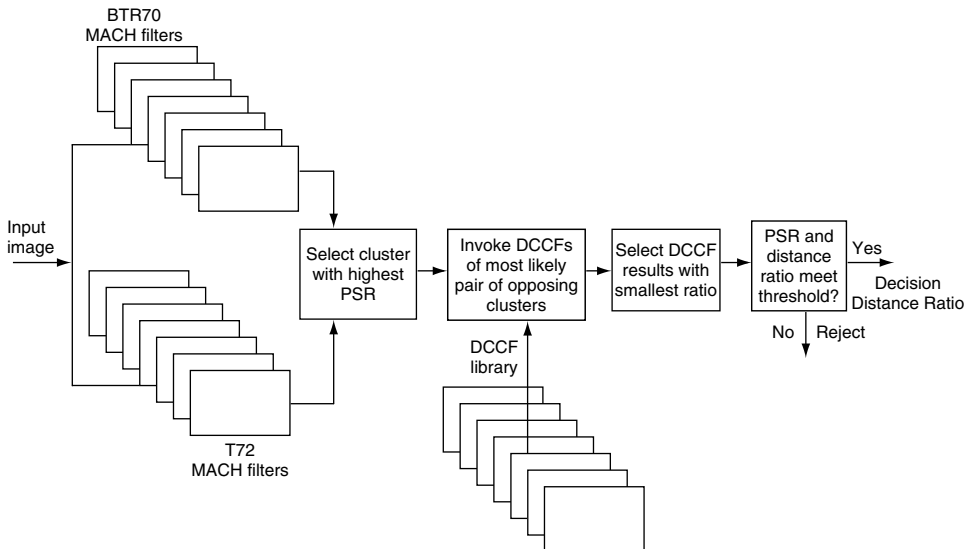 BTR70
MACH filters
Input
image
Select cluster
with highest
PSR
Invoke DCCFs
of most likely
pair of opposing
clusters
Select DCCF
results with
smallest ratio
PSR and
distance
ratio meet
threshold?
Yes
Decision
Distance Ratio
No
Reject
DCCF
library
T72
MACH filters